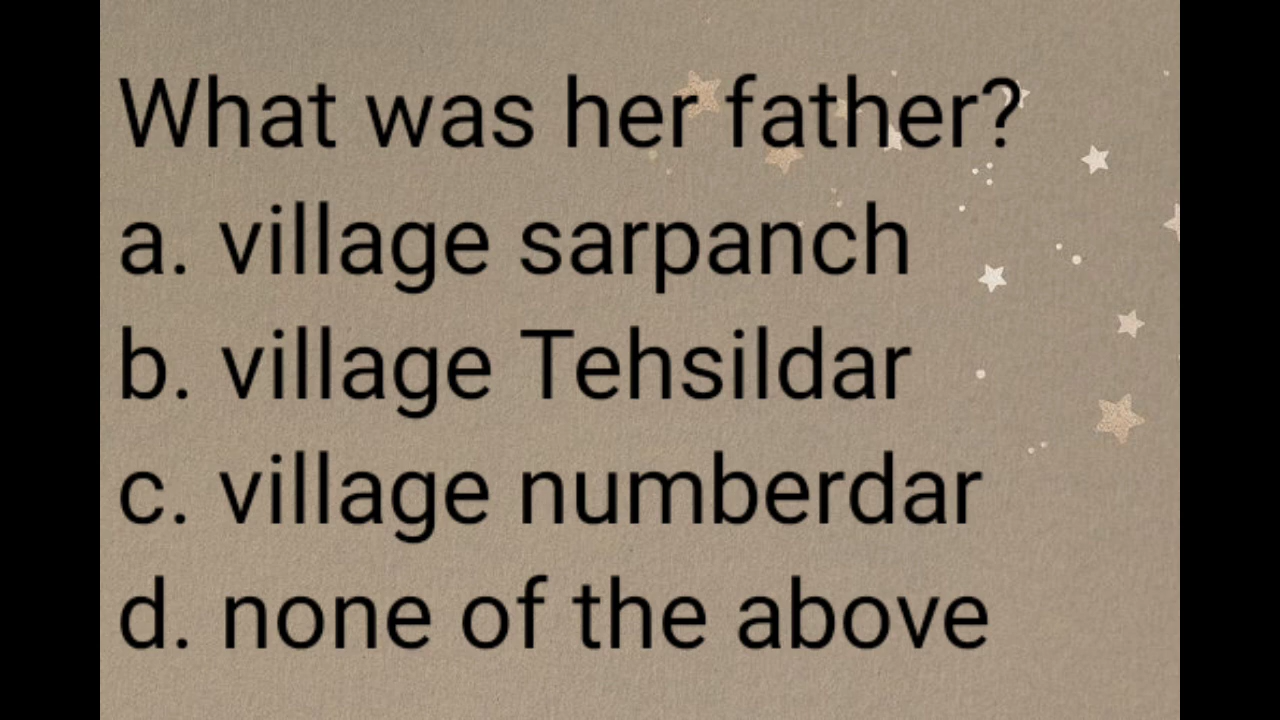 What was her father?
a. village sarpanch
b. village Tehsildar
c. village numberdar
d. none of the above